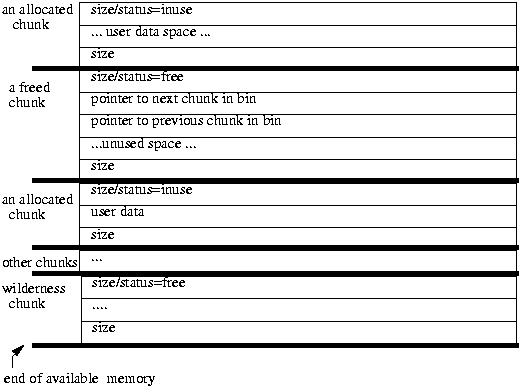 an allocated
chunk
size/status=inuse
... user data space ...
size
a freed
chunk
size/status=free
pointer to next chunk in bin
pointer to previous chunk in bin
...unused space ...
size
an allocated
chunk
size/status=inuse
user data
size
other chunks
...
wilderness
chunk
size/status=free
....
size
end of available memory